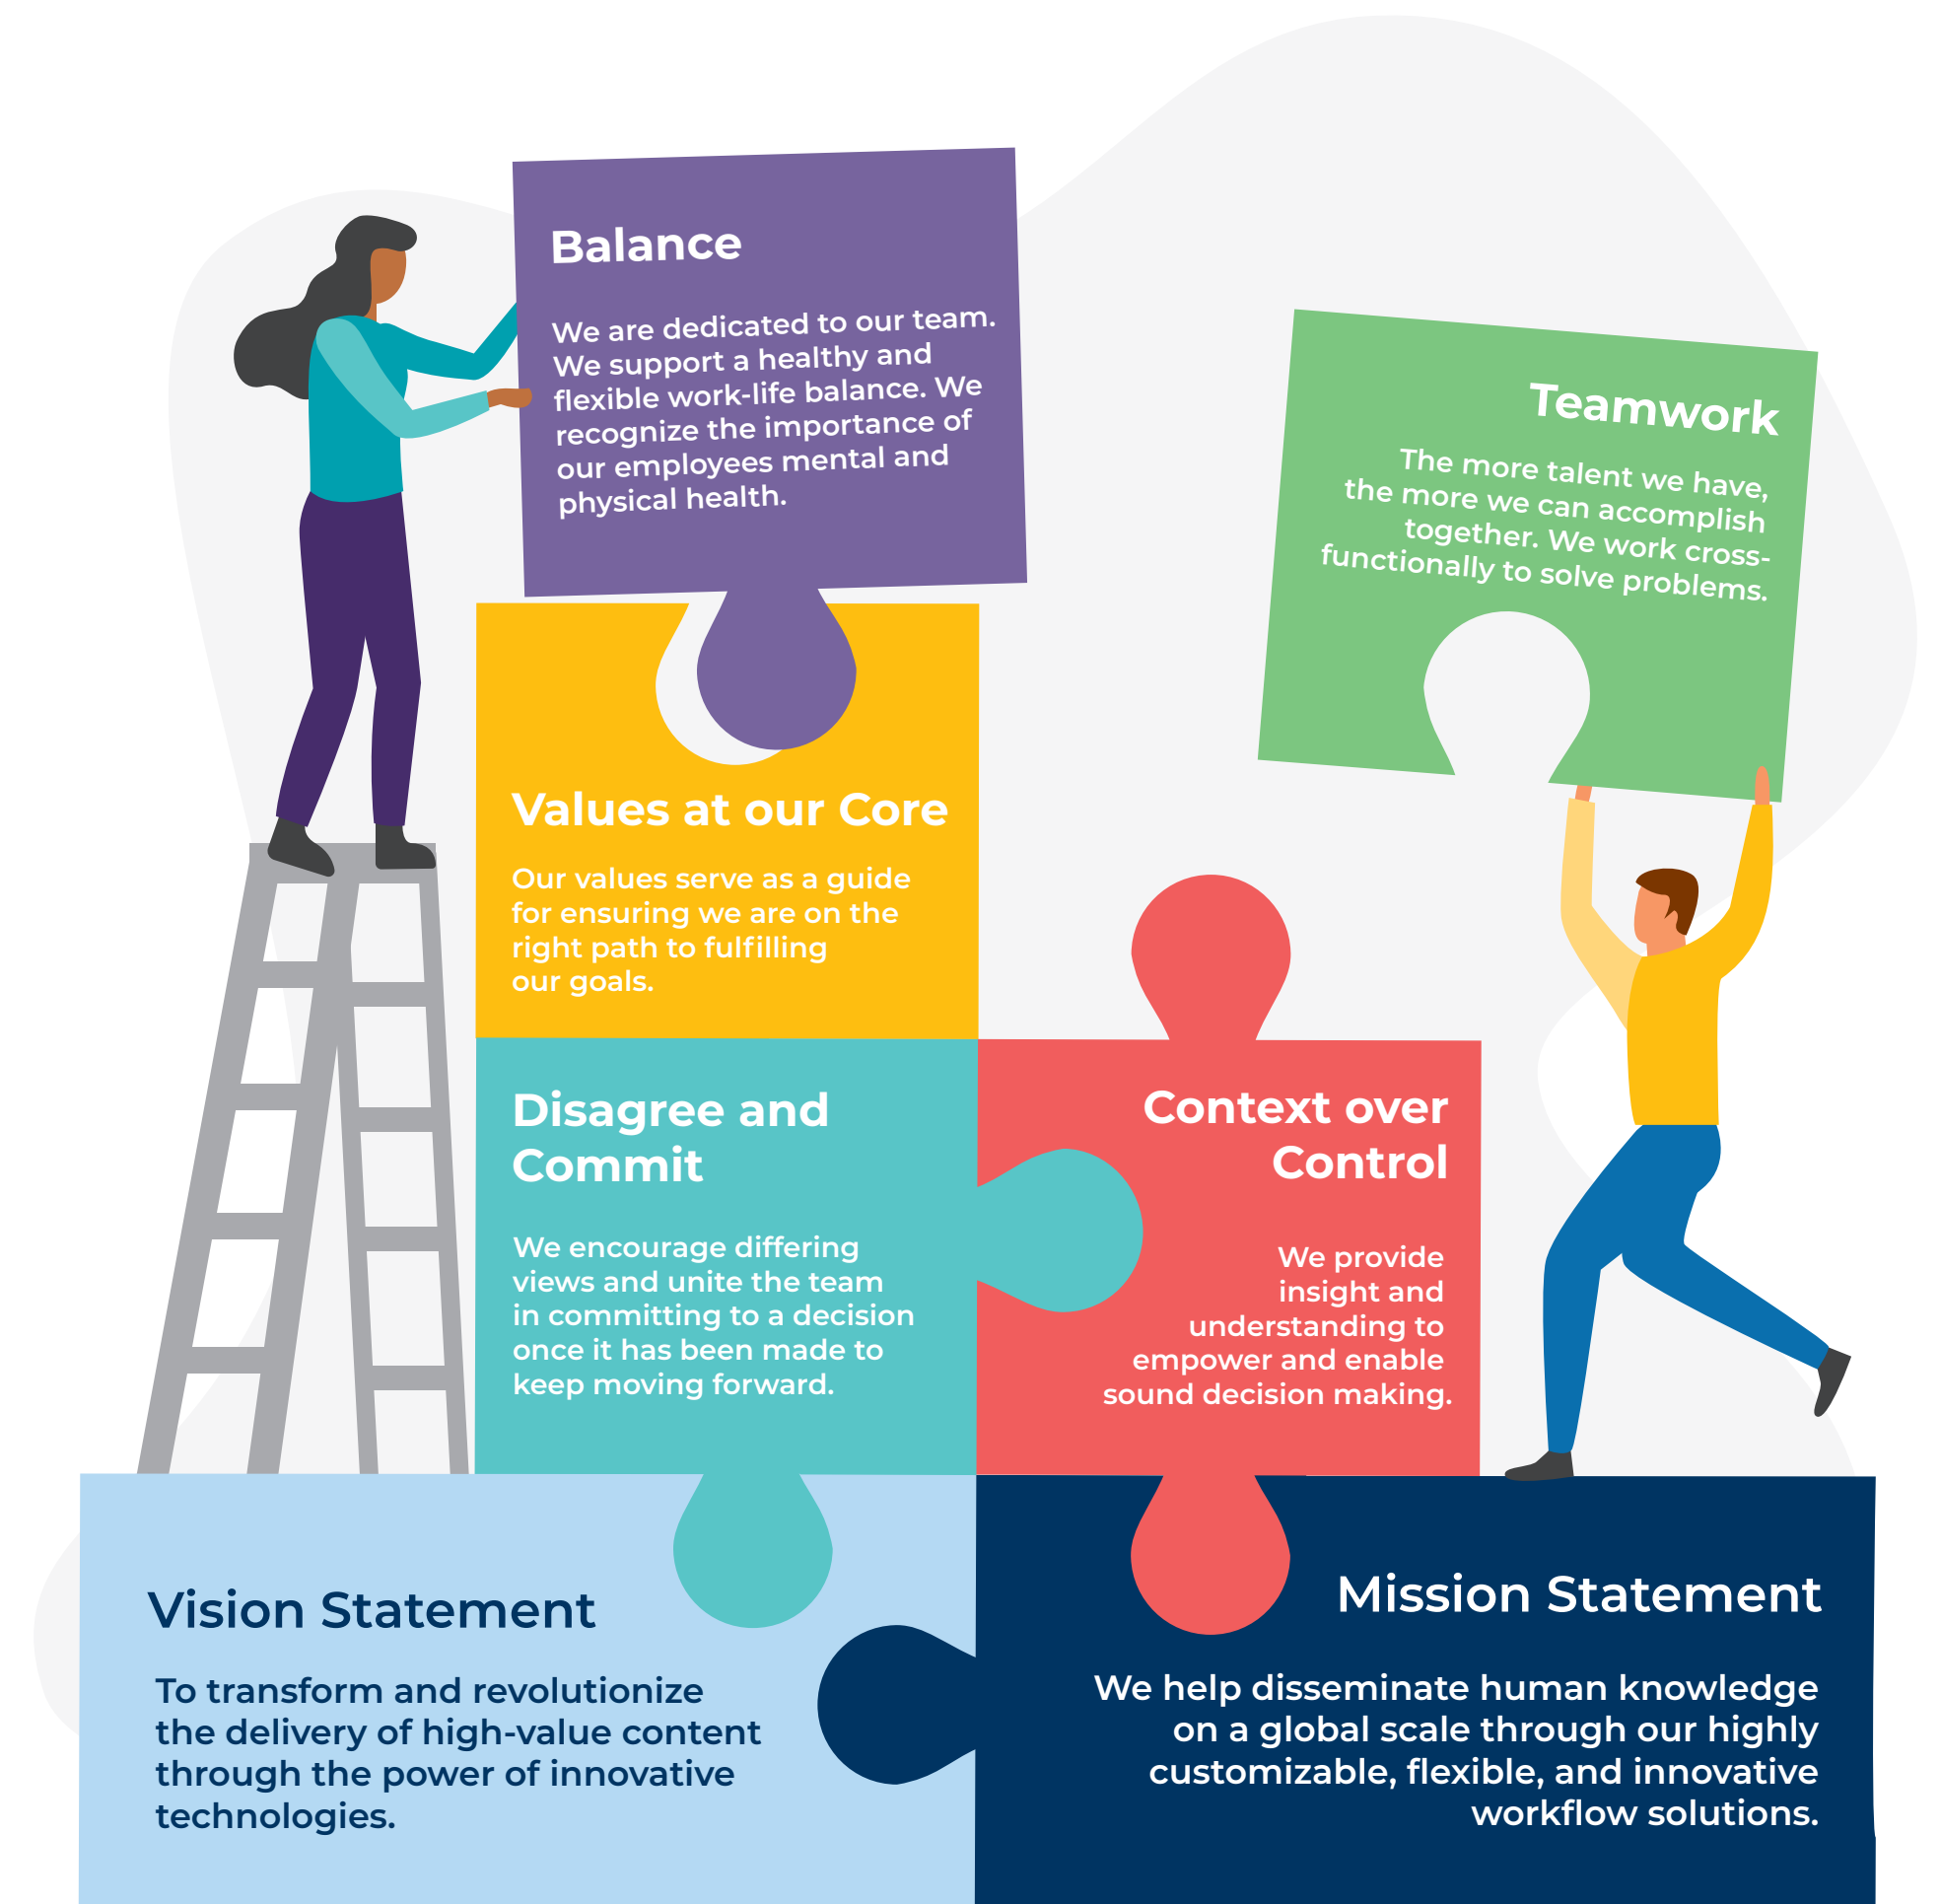 Balance
We are dedicated to our team.
We support a healthy and
flexible work-life balance. We
recognize the importance of
our employees mental and
physical health.
Teamwork
The more talent we have,
the more we can accomplish
together. We work cross-
functionally to solve problems.
Values at our Core
Our values serve as a guide
for ensuring we are on the
right path to fulfilling
our goals.
Disagree and
Commit
We encourage differing
views and unite the team
in committing to a decision
once it has been made to
keep moving forward.
Context over
Control
We provide
insight and
understanding to
empower and enable
sound decision making.
Vision Statement
To transform and revolutionize
the delivery of high-value content
through the power of innovative
technologies.
Mission Statement
We help disseminate human knowledge
on a global scale through our highly
customizable, flexible, and innovative
workflow solutions.